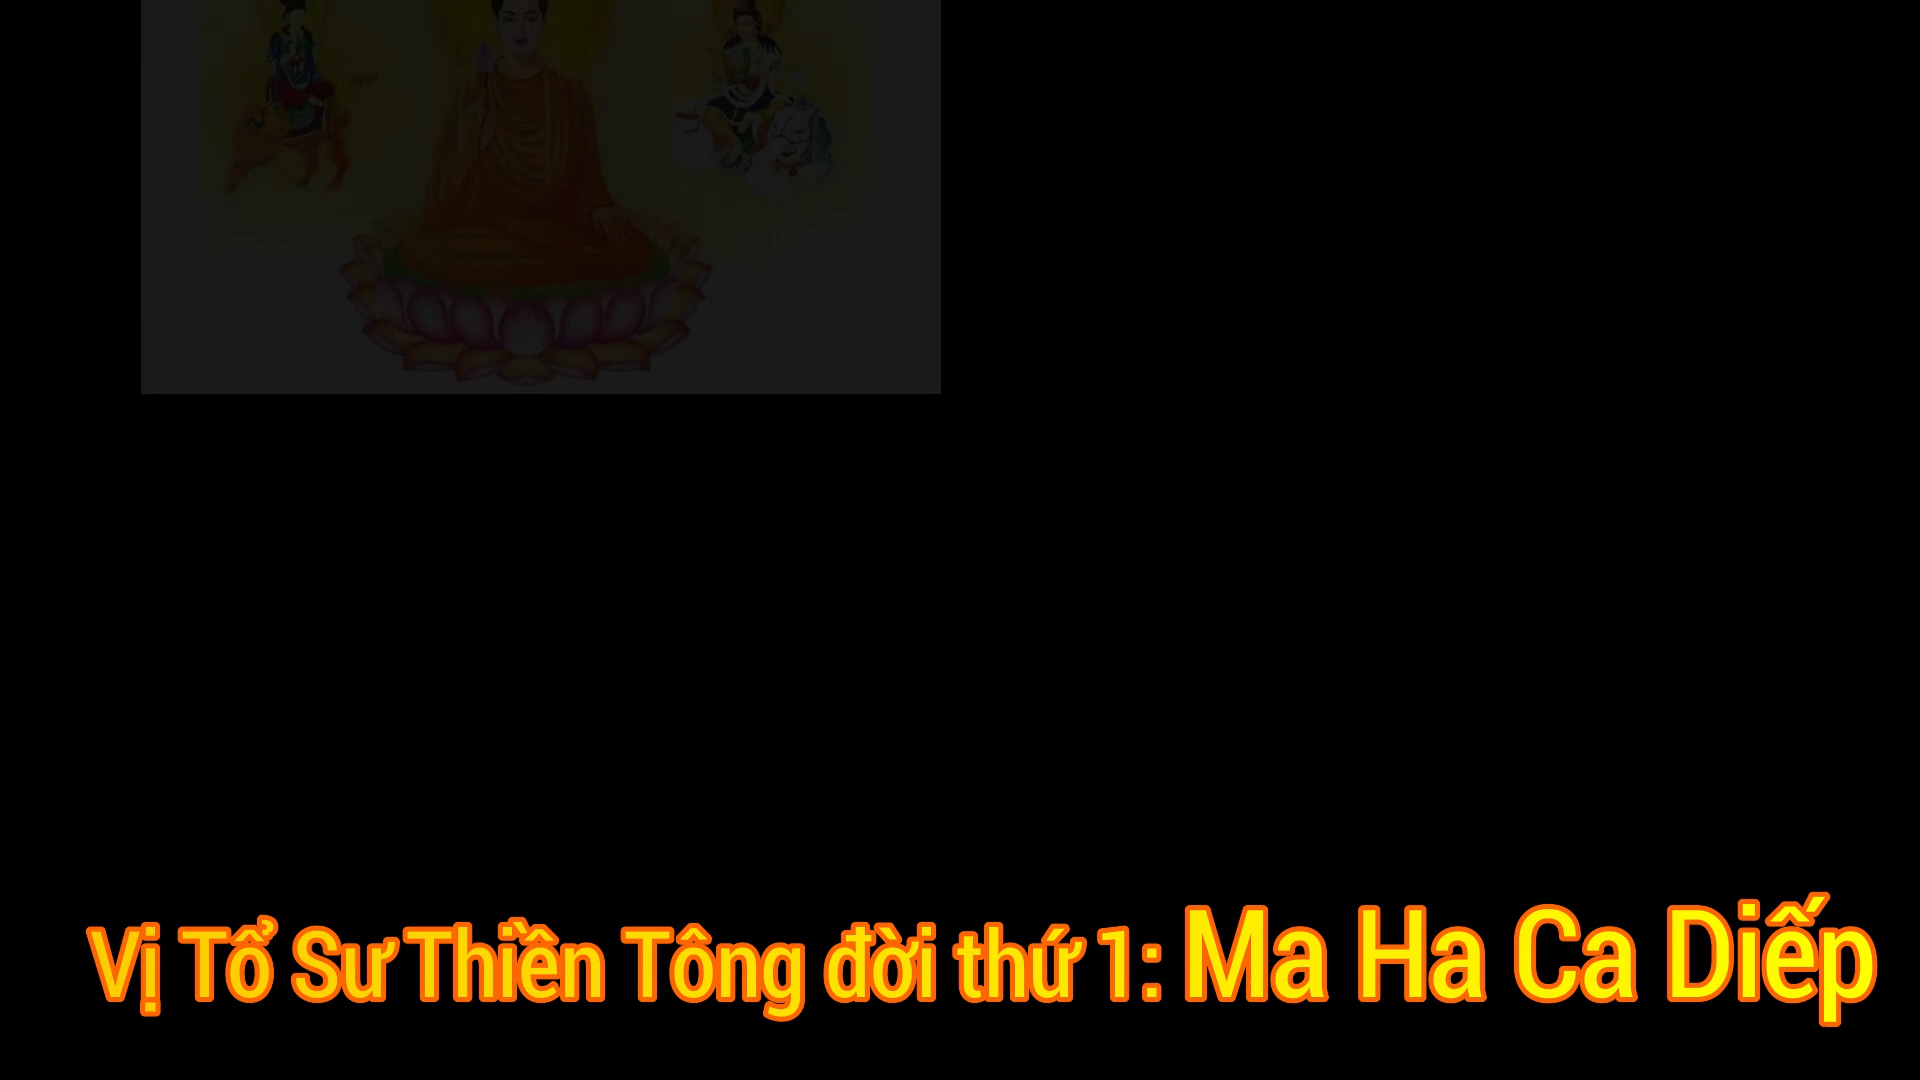 Vị Tổ Sư Thiền Tông đời thứ 1: Ma Ha Ca Diếp